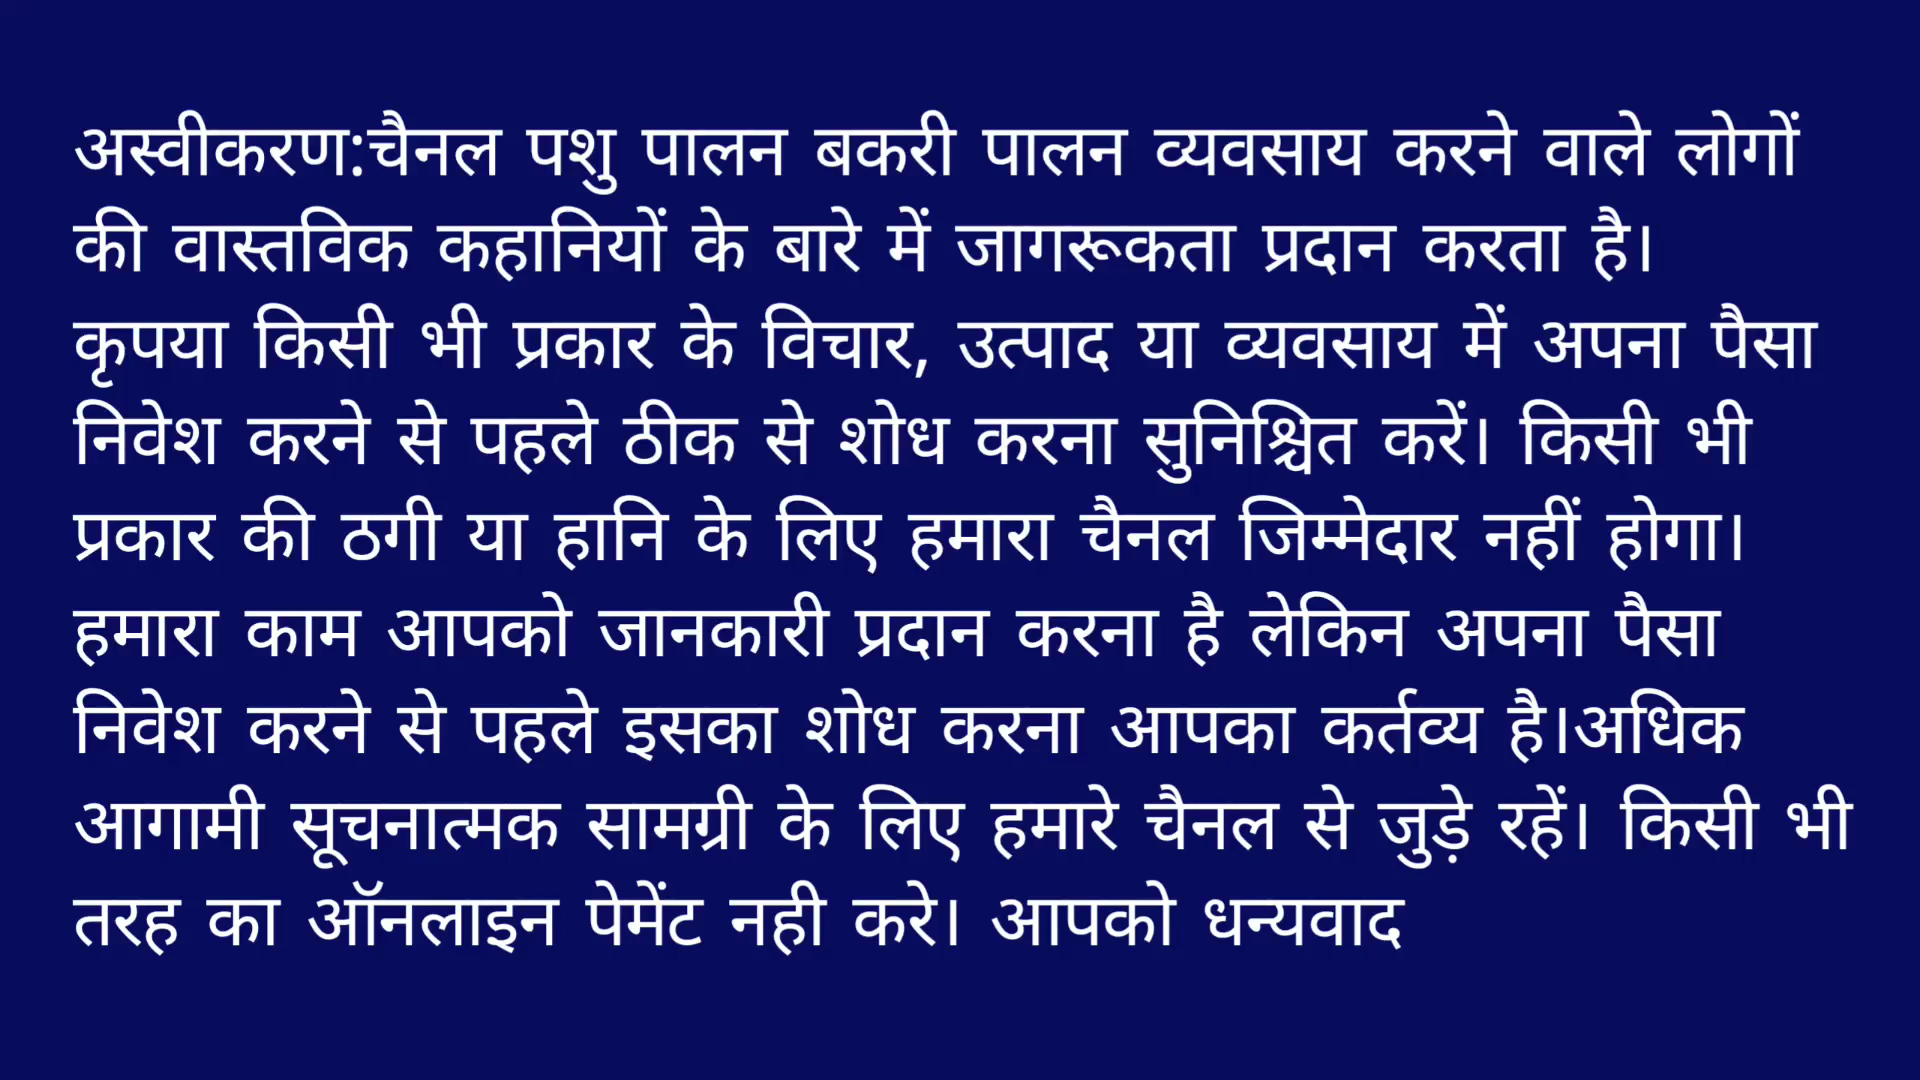 अस्वीकरण:चैनल पशु पालन बकरी पालन व्यवसाय करने वाले लोगों
की वास्तविक कहानियों के बारे में जागरूकता प्रदान करता है।
कृपया किसी भी प्रकार के विचार, उत्पाद या व्यवसाय में अपना पैसा
निवेश करने से पहले ठीक से शोध करना सुनिश्चित करें। किसी भी
प्रकार की ठगी या हानि के लिए हमारा चैनल जिम्मेदार नहीं होगा।
हमारा काम आपको जानकारी प्रदान करना है लेकिन अपना पैसा
निवेश करने से पहले इसका शोध करना आपका कर्तव्य है।अधिक
आगामी सूचनात्मक सामग्री के लिए हमारे चैनल से जुड़े रहें। किसी भी
तरह का ऑनलाइन पेमेंट नही करे। आपको धन्यवाद